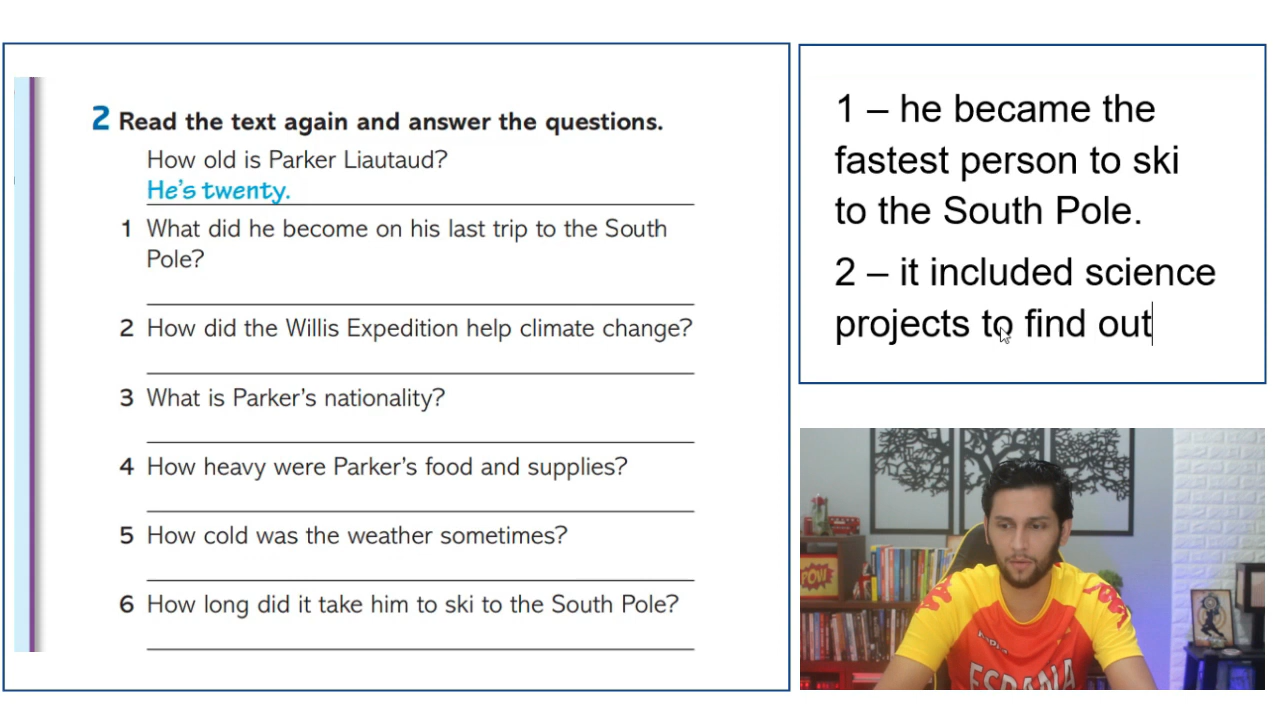 2 Read the text again and answer the questions.
How old is Parker Liautaud?
He's twenty.
1 What did he become on his last trip to the South
Pole?
2 How did the Willis Expedition help climate change?
3 What is Parker's nationality?
4 How heavy were Parker's food and supplies?
5 How cold was the weather sometimes?
6 How long did it take him to ski to the South Pole?
1 – he became the
fastest person to ski
to the South Pole.
2 – it included science
projects to find out
POW!
ESPAÑA